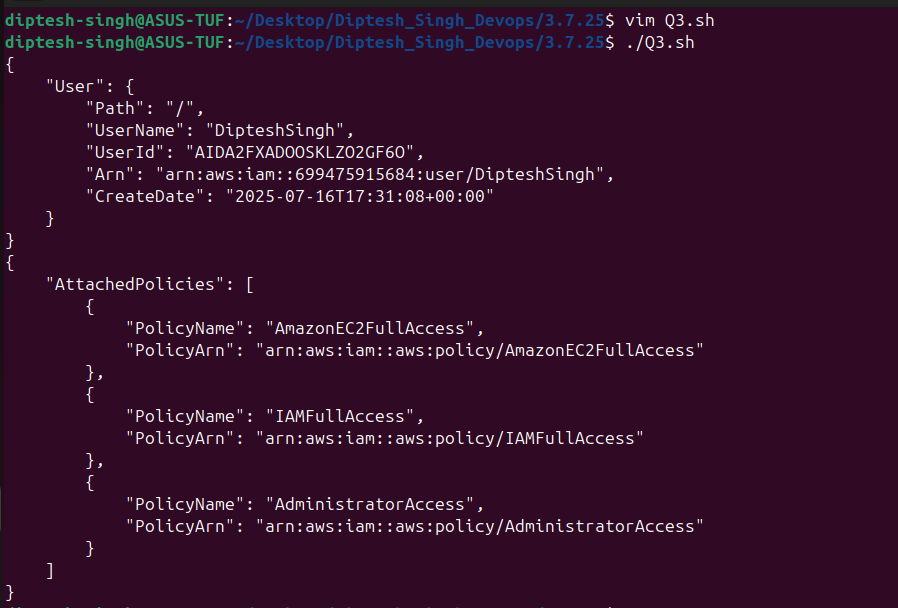 diptesh-singh@ASUS-TUF:~/Desktop/Diptesh_Singh_Devops/3.7.25$ vim Q3.sh
diptesh-singh@ASUS-TUF:~/Desktop/Diptesh_Singh_Devops/3.7.25$ ./Q3.sh
{
    "User": {
        "Path": "/",
        "UserName": "DipteshSingh",
        "UserId": "AIDA2FXADOOSKLZO2GF6O",
        "Arn": "arn:aws:iam::699475915684:user/DipteshSingh",
        "CreateDate": "2025-07-16T17:31:08+00:00"
    }
}
{
    "AttachedPolicies": [
        {
            "PolicyName": "AmazonEC2FullAccess",
            "PolicyArn": "arn:aws:iam::aws:policy/AmazonEC2FullAccess"
        },
        {
            "PolicyName": "IAMFullAccess",
            "PolicyArn": "arn:aws:iam::aws:policy/IAMFullAccess"
        },
        {
            "PolicyName": "AdministratorAccess",
            "PolicyArn": "arn:aws:iam::aws:policy/AdministratorAccess"
        }
    ]
}